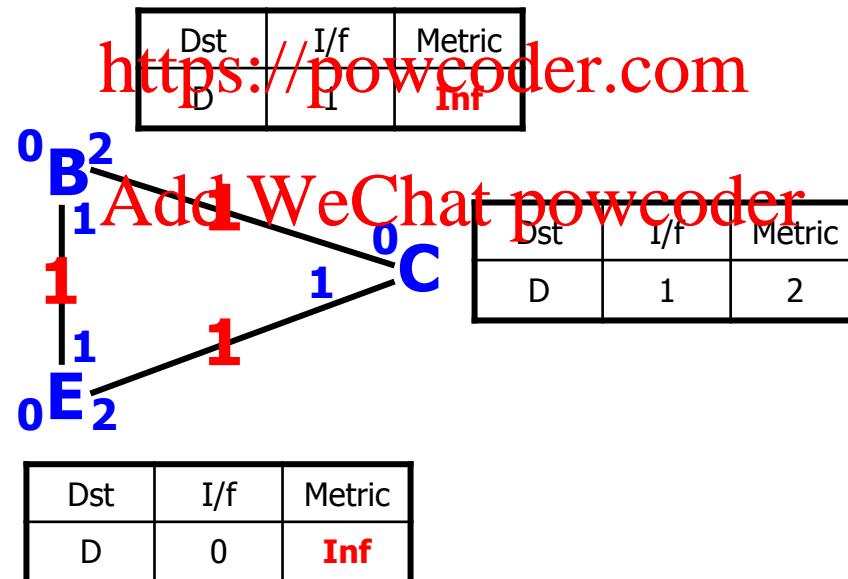 Dst I/f Metric
https://powcoder.com
D 1 Inf
0 B 2
Add WeChat powcoder
1 1
0 C
Dst I/f Metric
1
D 1 2
1
1
1
0 E 2
Dst I/f Metric
D 0 Inf